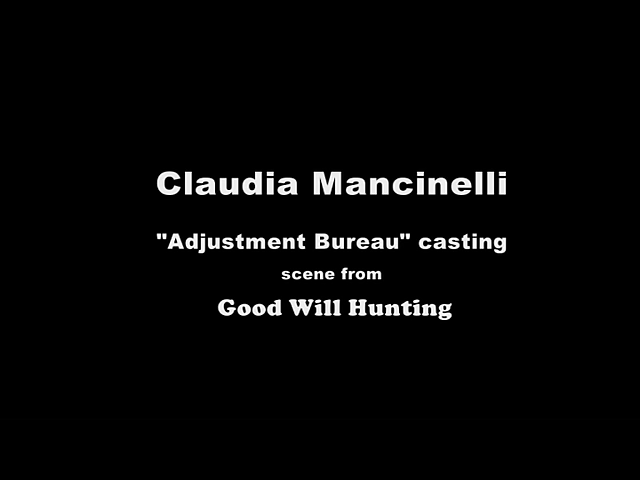 Claudia Mancinelli
"Adjustment Bureau" casting
scene from
Good Will Hunting